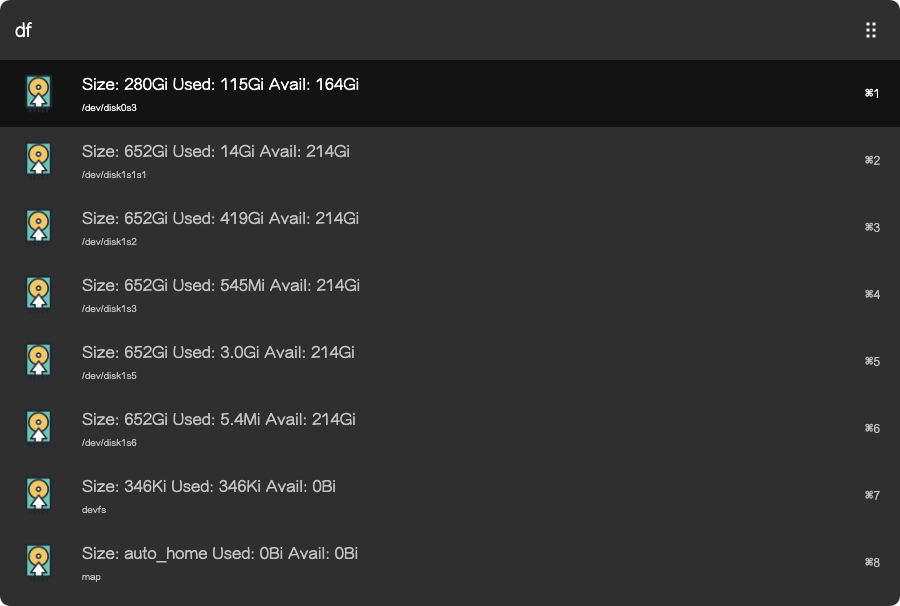 df
Size: 280Gi Used: 115Gi Avail: 164Gi
/dev/disk0s3
⌘1
Size: 652Gi Used: 14Gi Avail: 214Gi
/dev/disk1s1s1
⌘2
Size: 652Gi Used: 419Gi Avail: 214Gi
/dev/disk1s2
⌘3
Size: 652Gi Used: 545Mi Avail: 214Gi
/dev/disk1s3
⌘4
Size: 652Gi Used: 3.0Gi Avail: 214Gi
/dev/disk1s5
⌘5
Size: 652Gi Used: 5.4Mi Avail: 214Gi
/dev/disk1s6
⌘6
Size: 346Ki Used: 346Ki Avail: 0Bi
devfs
⌘7
Size: auto_home Used: 0Bi Avail: 0Bi
map
⌘8